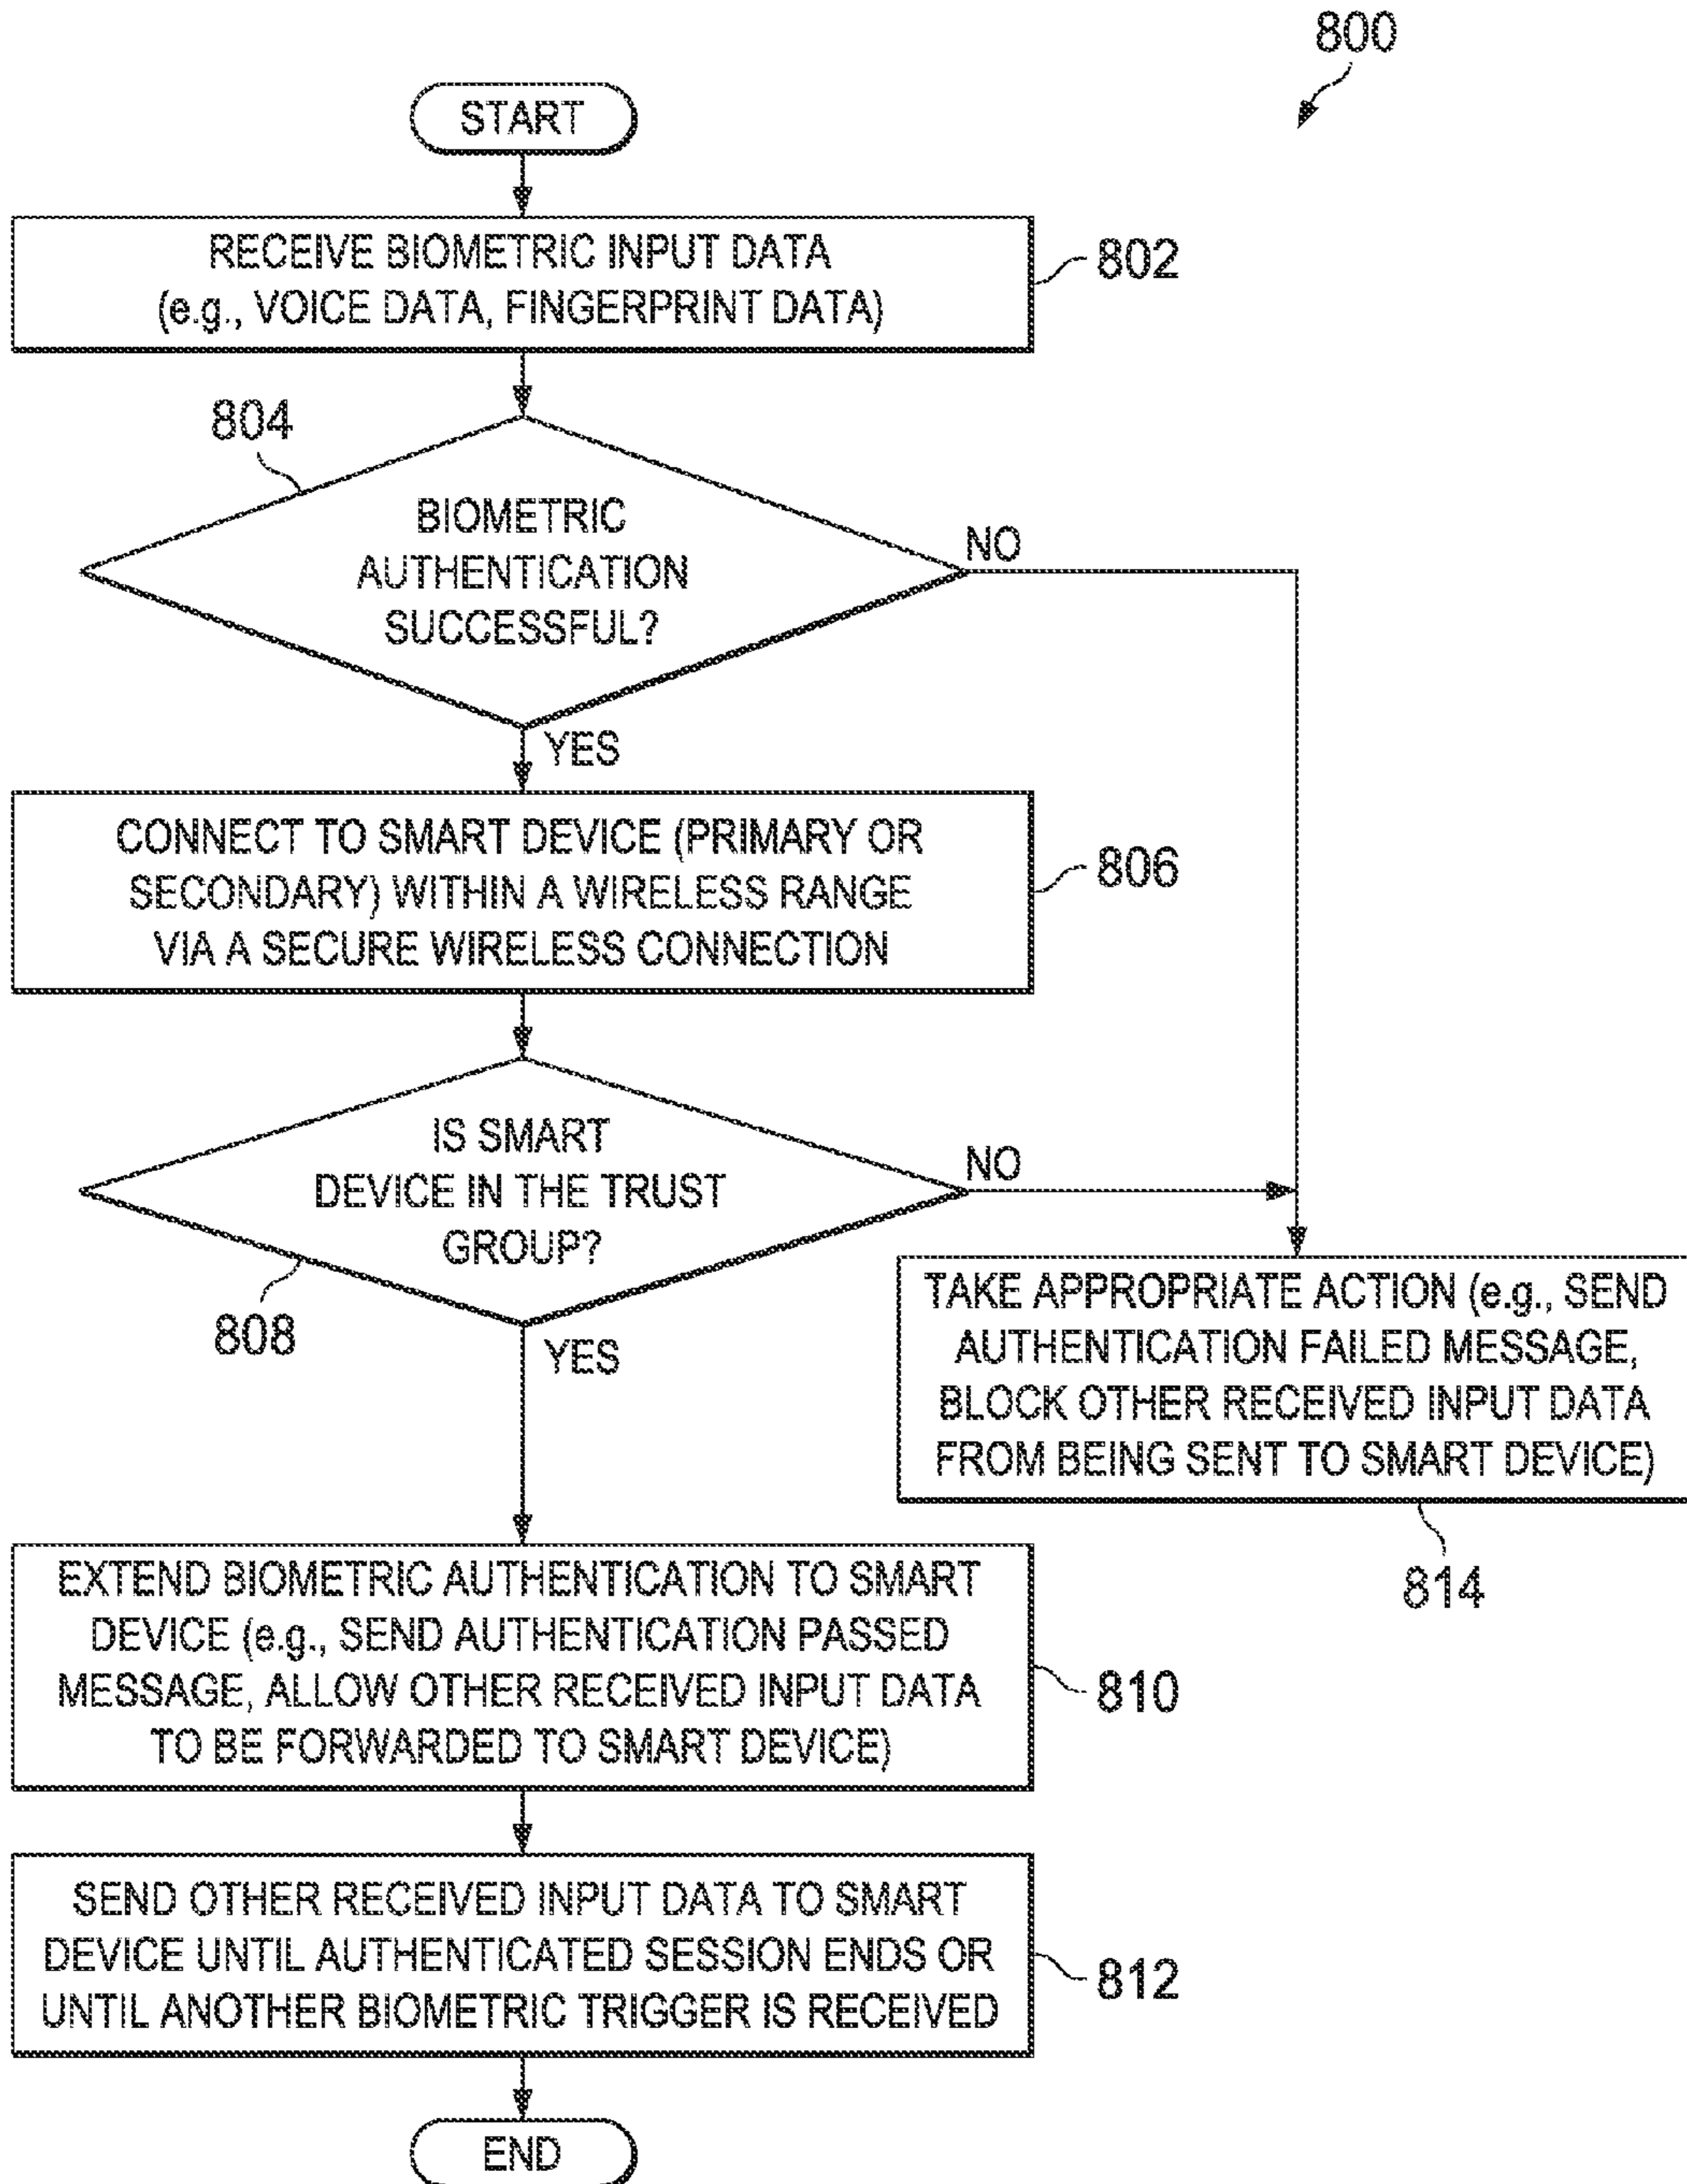 800
START
RECEIVE BIOMETRIC INPUT DATA
(e.g., VOICE DATA, FINGERPRINT DATA)
802
804
BIOMETRIC
AUTHENTICATION
SUCCESSFUL?
NO
YES
CONNECT TO SMART DEVICE (PRIMARY OR
SECONDARY) WITHIN A WIRELESS RANGE
VIA A SECURE WIRELESS CONNECTION
806
IS SMART
DEVICE IN THE TRUST
GROUP?
NO
808
YES
TAKE APPROPRIATE ACTION (e.g., SEND
AUTHENTICATION FAILED MESSAGE,
BLOCK OTHER RECEIVED INPUT DATA
FROM BEING SENT TO SMART DEVICE)
814
EXTEND BIOMETRIC AUTHENTICATION TO SMART
DEVICE (e.g., SEND AUTHENTICATION PASSED
MESSAGE, ALLOW OTHER RECEIVED INPUT DATA
TO BE FORWARDED TO SMART DEVICE)
810
SEND OTHER RECEIVED INPUT DATA TO SMART
DEVICE UNTIL AUTHENTICATED SESSION ENDS OR
UNTIL ANOTHER BIOMETRIC TRIGGER IS RECEIVED
812
END